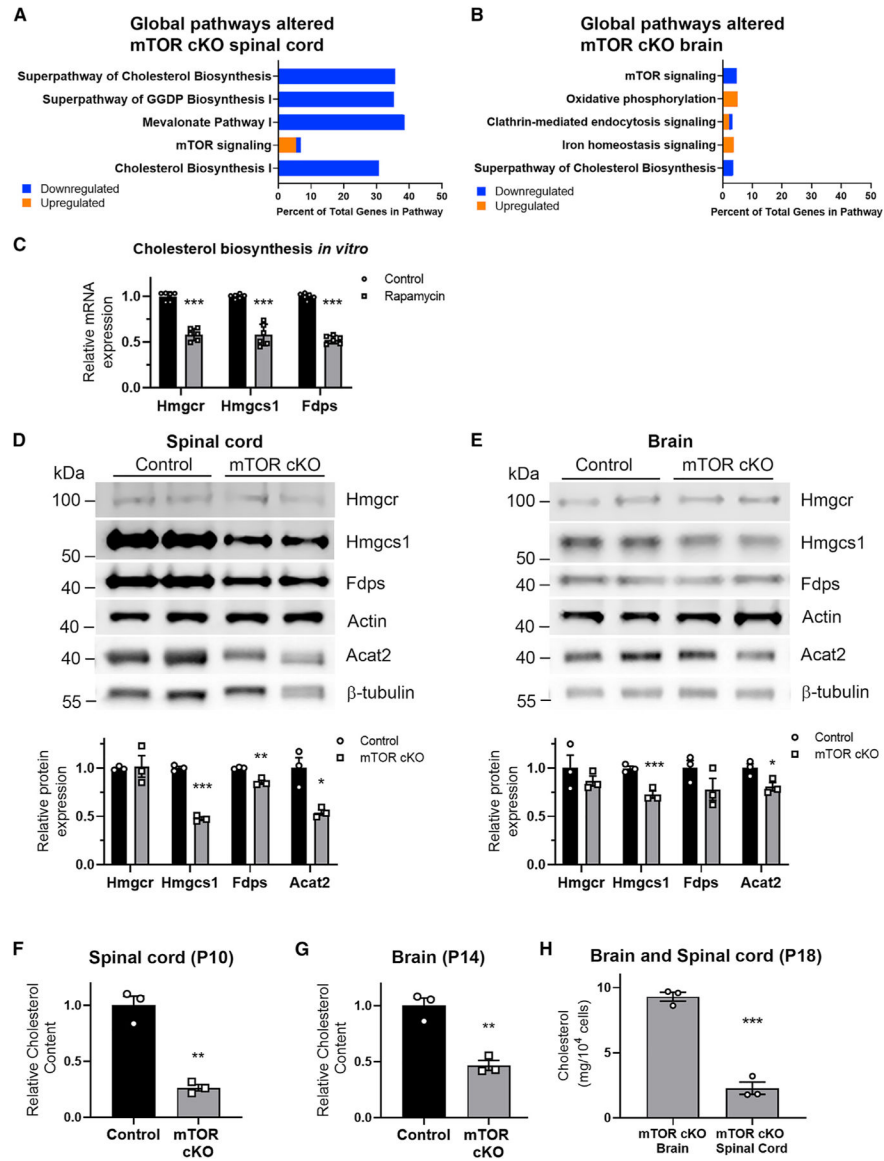 A
Global pathways altered
mTOR cKO spinal cord
Superpathway of Cholesterol Biosynthesis
Superpathway of GGDP Biosynthesis I
Mevalonate Pathway I
mTOR signaling
Cholesterol Biosynthesis I
Downregulated
Upregulated
0 10 20 30 40 50
Percent of Total Genes in Pathway
B
Global pathways altered
mTOR cKO brain
mTOR signaling
Oxidative phosphorylation
Clathrin-mediated endocytosis signaling
Iron homeostasis signaling
Superpathway of Cholesterol Biosynthesis
Downregulated
Upregulated
0 10 20 30 40 50
Percent of Total Genes in Pathway
C
Cholesterol biosynthesis in vitro
Relative mRNA
expression
1.0
0.5
0.0
*** *** ***
Control
Rapamycin
Hmgcr Hmgcs1 Fdps
D
Spinal cord
kDa Control mTOR cKO
100 Hmgcr
Hmgcs1
50
40 Fdps
40 Actin
40 Acat2
55 β-tubulin
Relative protein
expression
1.0
0.5
0.0
*** ** *
Control
mTOR cKO
Hmgcr Hmgcs1 Fdps Acat2
E
Brain
kDa Control mTOR cKO
100 Hmgcr
Hmgcs1
50
40 Fdps
40 Actin
40 Acat2
55 β-tubulin
Relative protein
expression
1.0
0.5
0.0
*** *
Control
mTOR cKO
Hmgcr Hmgcs1 Fdps Acat2
F
Spinal cord (P10)
Relative Cholesterol
Content
1.0
0.5
0.0
**
Control mTOR
cKO
G
Brain (P14)
Relative Cholesterol
Content
1.0
0.5
0.0
**
Control mTOR
cKO
H
Brain and Spinal cord (P18)
Cholesterol
(mg/10⁴ cells)
10
5
0
***
mTOR cKO mTOR cKO
Brain Spinal Cord